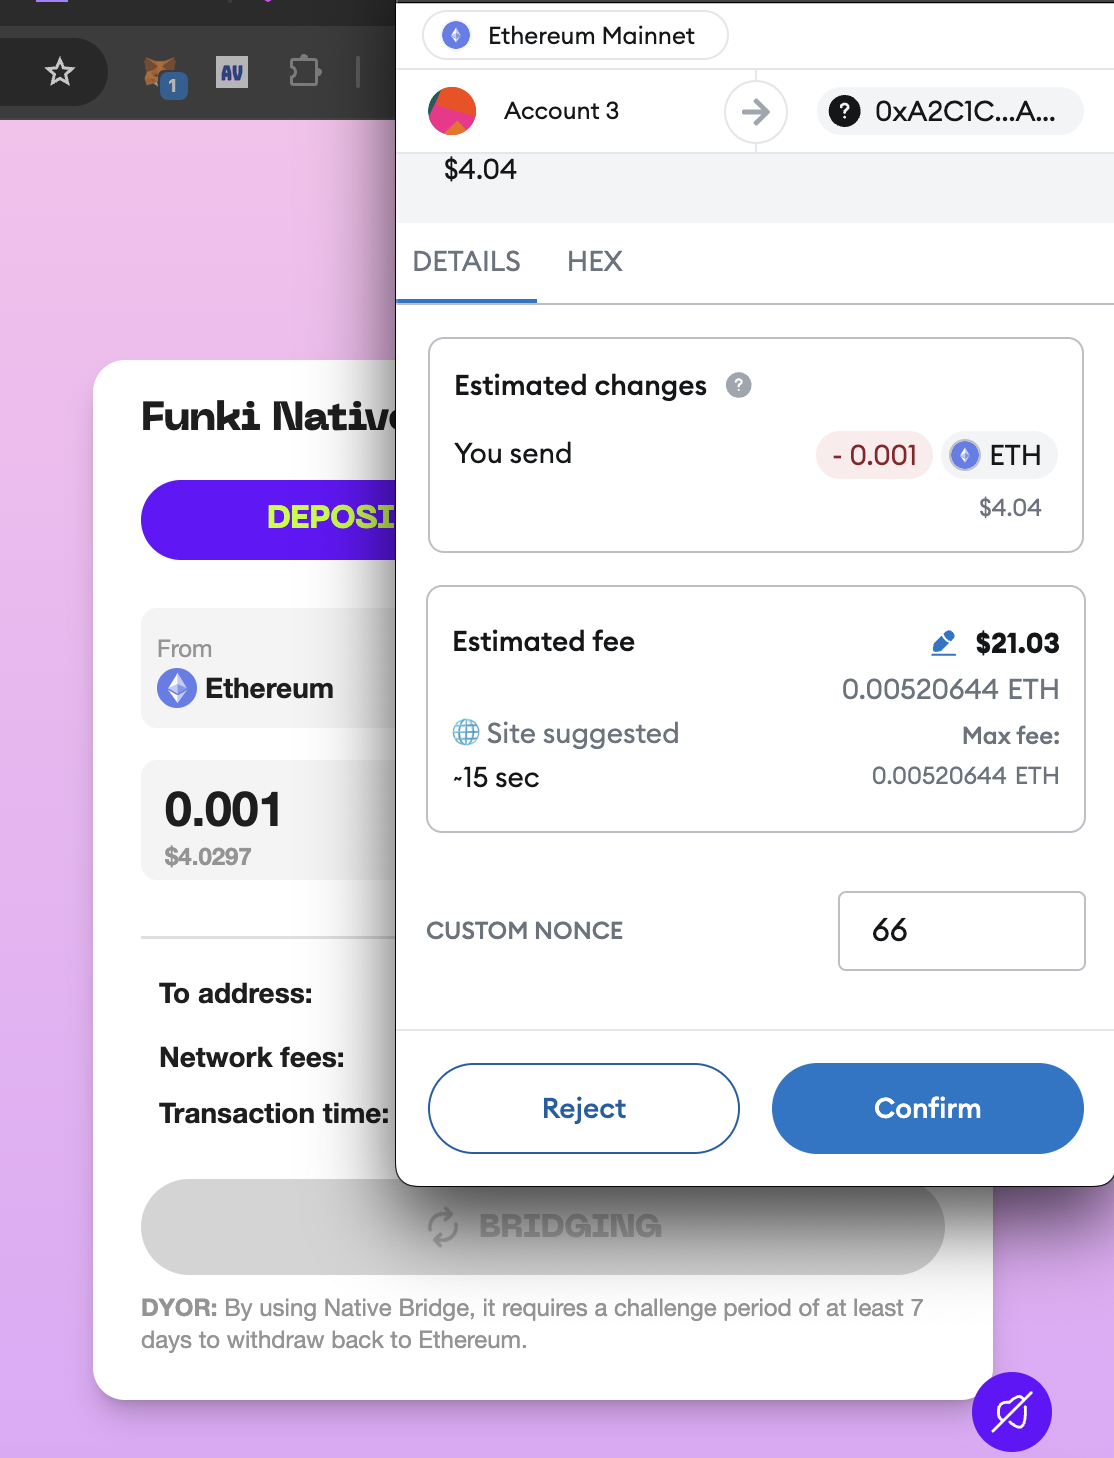 1
AV
Ethereum Mainnet
Account 3
? 0xA2C1C...A...
$4.04
DETAILS HEX
Estimated changes ?
You send - 0.001 ETH
$4.04
Estimated fee $21.03
0.00520644 ETH
Site suggested Max fee:
~15 sec 0.00520644 ETH
CUSTOM NONCE 66
Reject Confirm
Funki Native
DEPOSI
From
Ethereum
0.001
$4.0297
To address:
Network fees:
Transaction time:
BRIDGING
DYOR: By using Native Bridge, it requires a challenge period of at least 7
days to withdraw back to Ethereum.